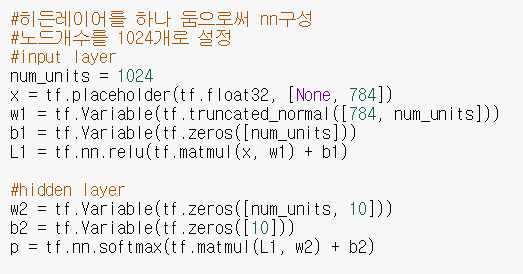 #히든레이어를 하나 둠으로써 nn구성
#노드개수를 1024개로 설정
#input layer
num_units = 1024
x = tf.placeholder(tf.float32, [None, 784])
w1 = tf.Variable(tf.truncated_normal([784, num_units]))
b1 = tf.Variable(tf.zeros([num_units]))
L1 = tf.nn.relu(tf.matmul(x, w1) + b1)
#hidden layer
w2 = tf.Variable(tf.zeros([num_units, 10]))
b2 = tf.Variable(tf.zeros([10]))
p = tf.nn.softmax(tf.matmul(L1, w2) + b2)